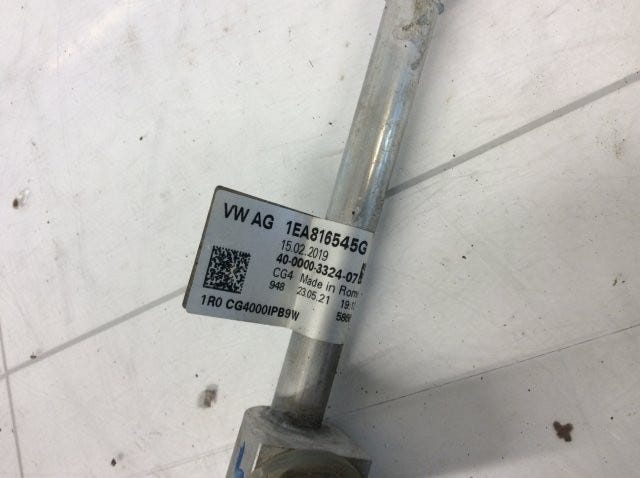 VW AG 1EA816545G
15.02.2019
40-0000-3324-07
CG4 Made in
948 23.05.21
1R0 CG4000IPB9W